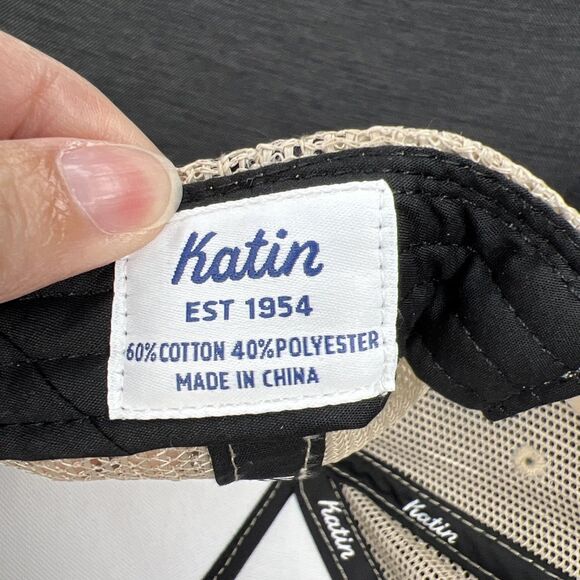 Katin
EST 1954
60% COTTON 40% POLYESTER
MADE IN CHINA
Katin
Katin